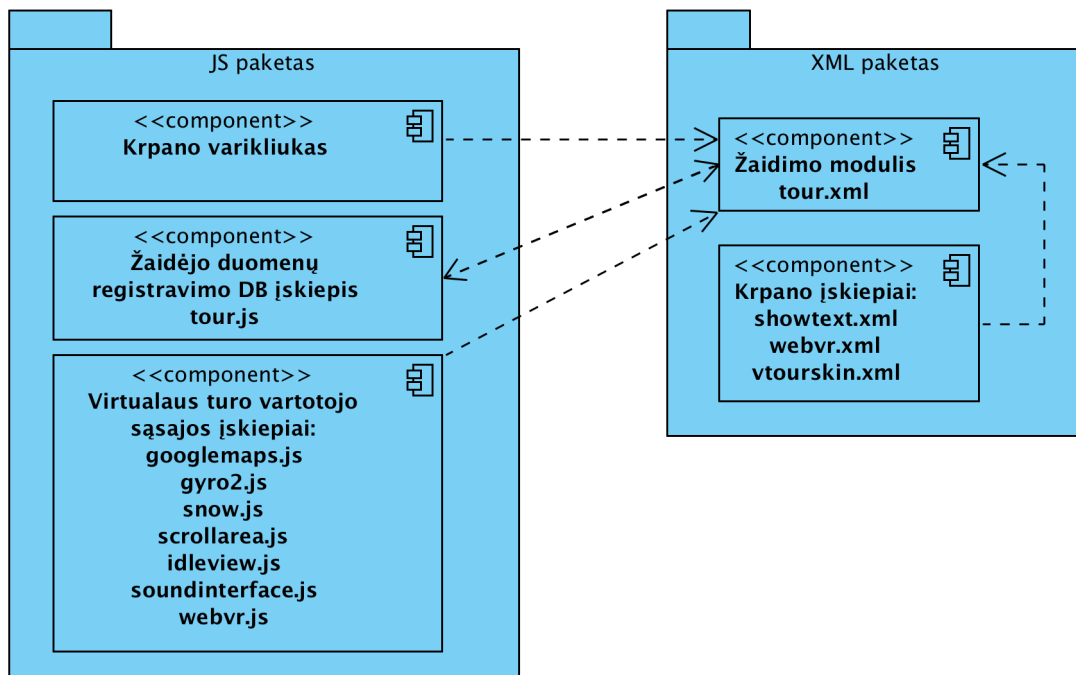 JS paketas
<<component>>
Krpano varikliukas
<<component>>
Žaidėjo duomenų
registravimo DB įskiepis
tour.js
<<component>>
Virtualaus turo vartotojo
sąsajos įskiepiai:
googlemaps.js
gyro2.js
snow.js
scrollarea.js
idleview.js
soundinterface.js
webvr.js
XML paketas
<<component>>
Žaidimo modulis
tour.xml
<<component>>
Krpano įskiepiai:
showtext.xml
webvr.xml
vtourskin.xml